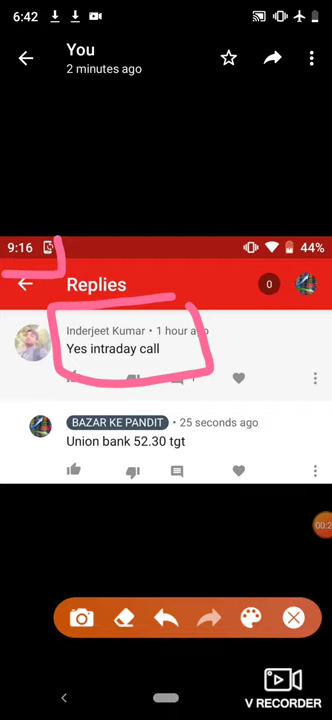 6:42
You
2 minutes ago
9:16
44%
Replies
0
Inderjeet Kumar • 1 hour ago
Yes intraday call
BAZAR KE PANDIT • 25 seconds ago
Union bank 52.30 tgt
V RECORDER